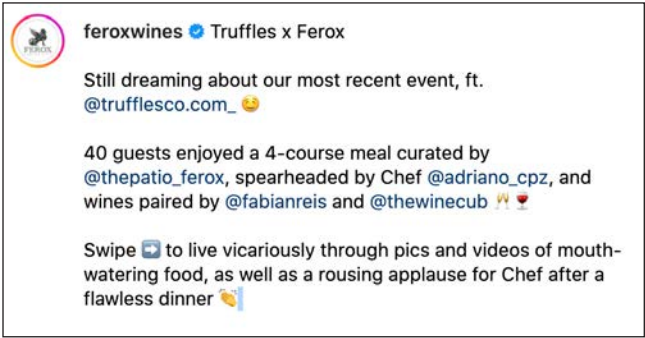 FEROX
feroxwines Truffles x Ferox
Still dreaming about our most recent event, ft.
@trufflesco.com_ 😋
40 guests enjoyed a 4-course meal curated by
@thepatio_ferox, spearheaded by Chef @adriano_cpz, and
wines paired by @fabianreis and @thewinecub 🥂🍷
Swipe ➡️ to live vicariously through pics and videos of mouth-
watering food, as well as a rousing applause for Chef after a
flawless dinner 👏